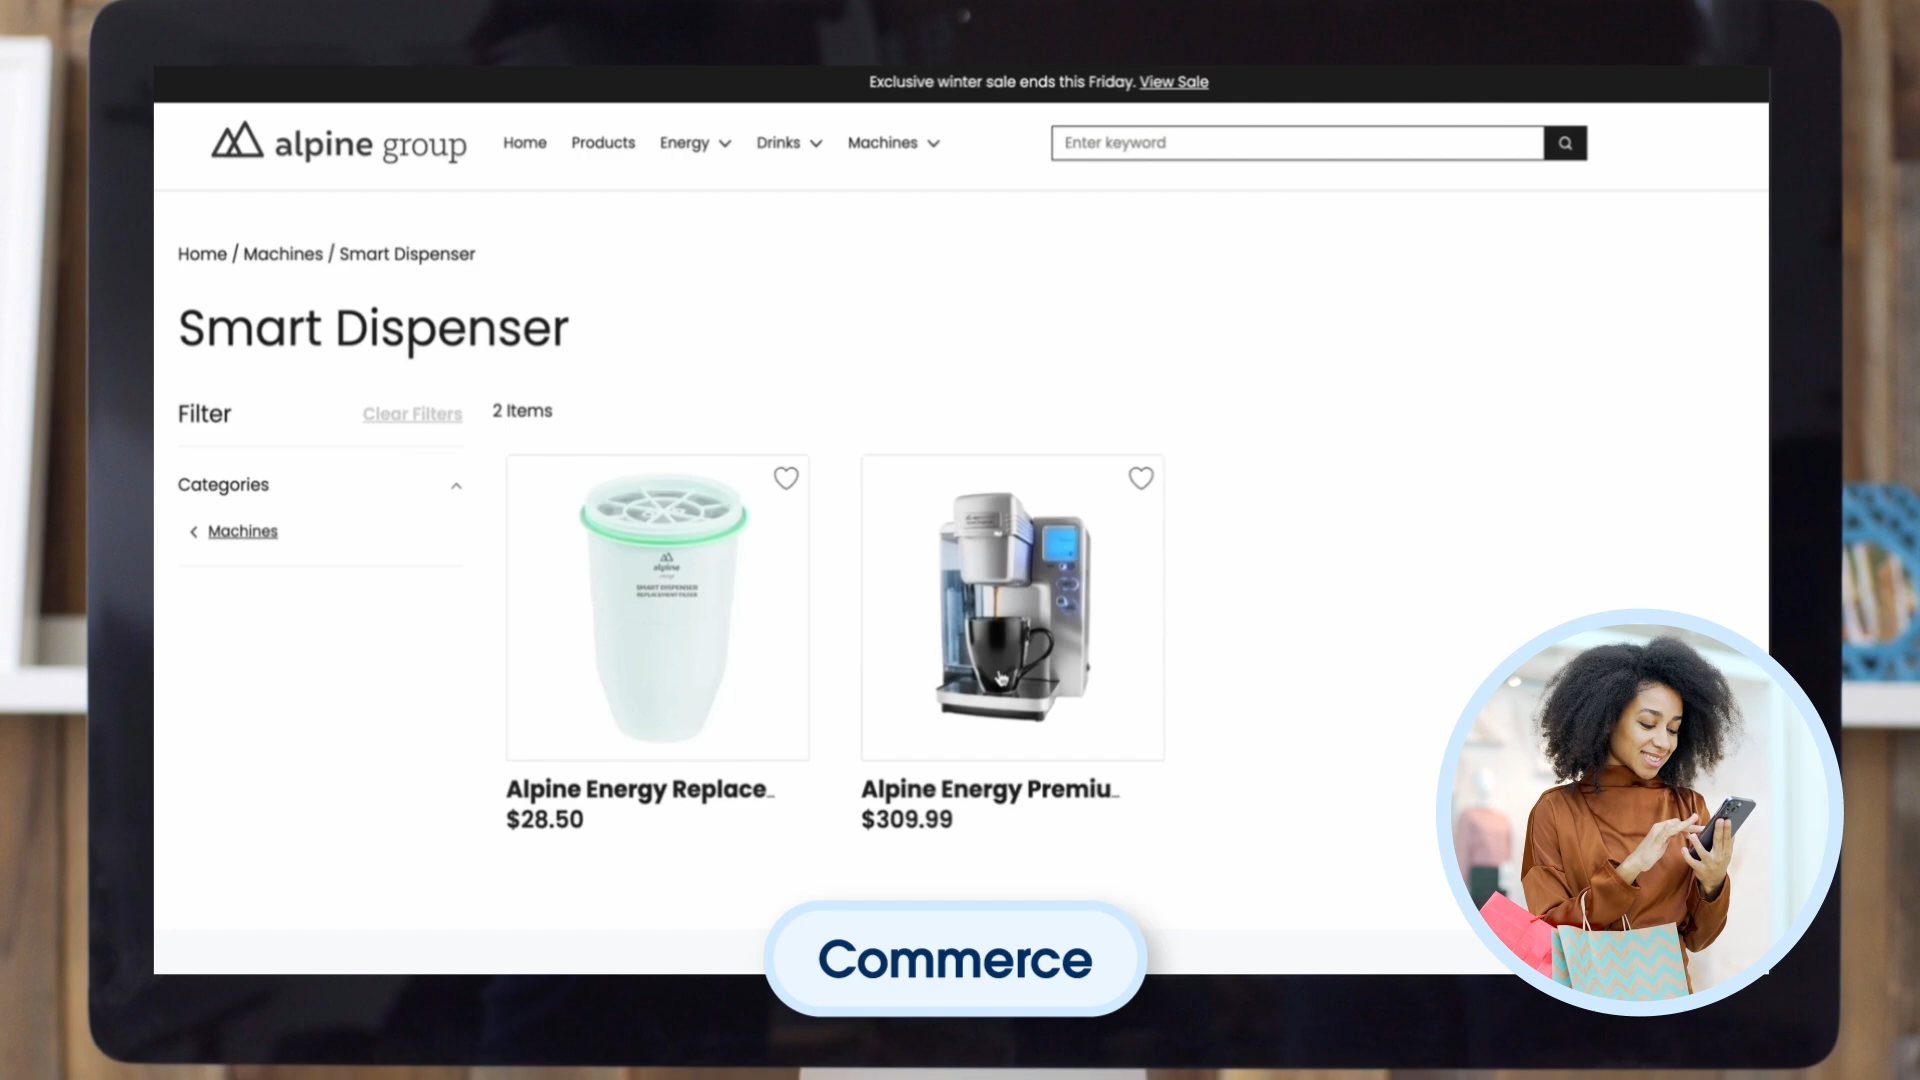 Exclusive winter sale ends this Friday. View Sale
alpine group
Home Products Energy Drinks Machines
Enter keyword
Home / Machines / Smart Dispenser
Smart Dispenser
Filter Clear Filters
2 Items
Categories
Machines
alpine
SMART DISPENSER
REPLACEMENT FILTER
Alpine Energy Replace...
$28.50
Alpine Energy Premiu...
$309.99
Commerce